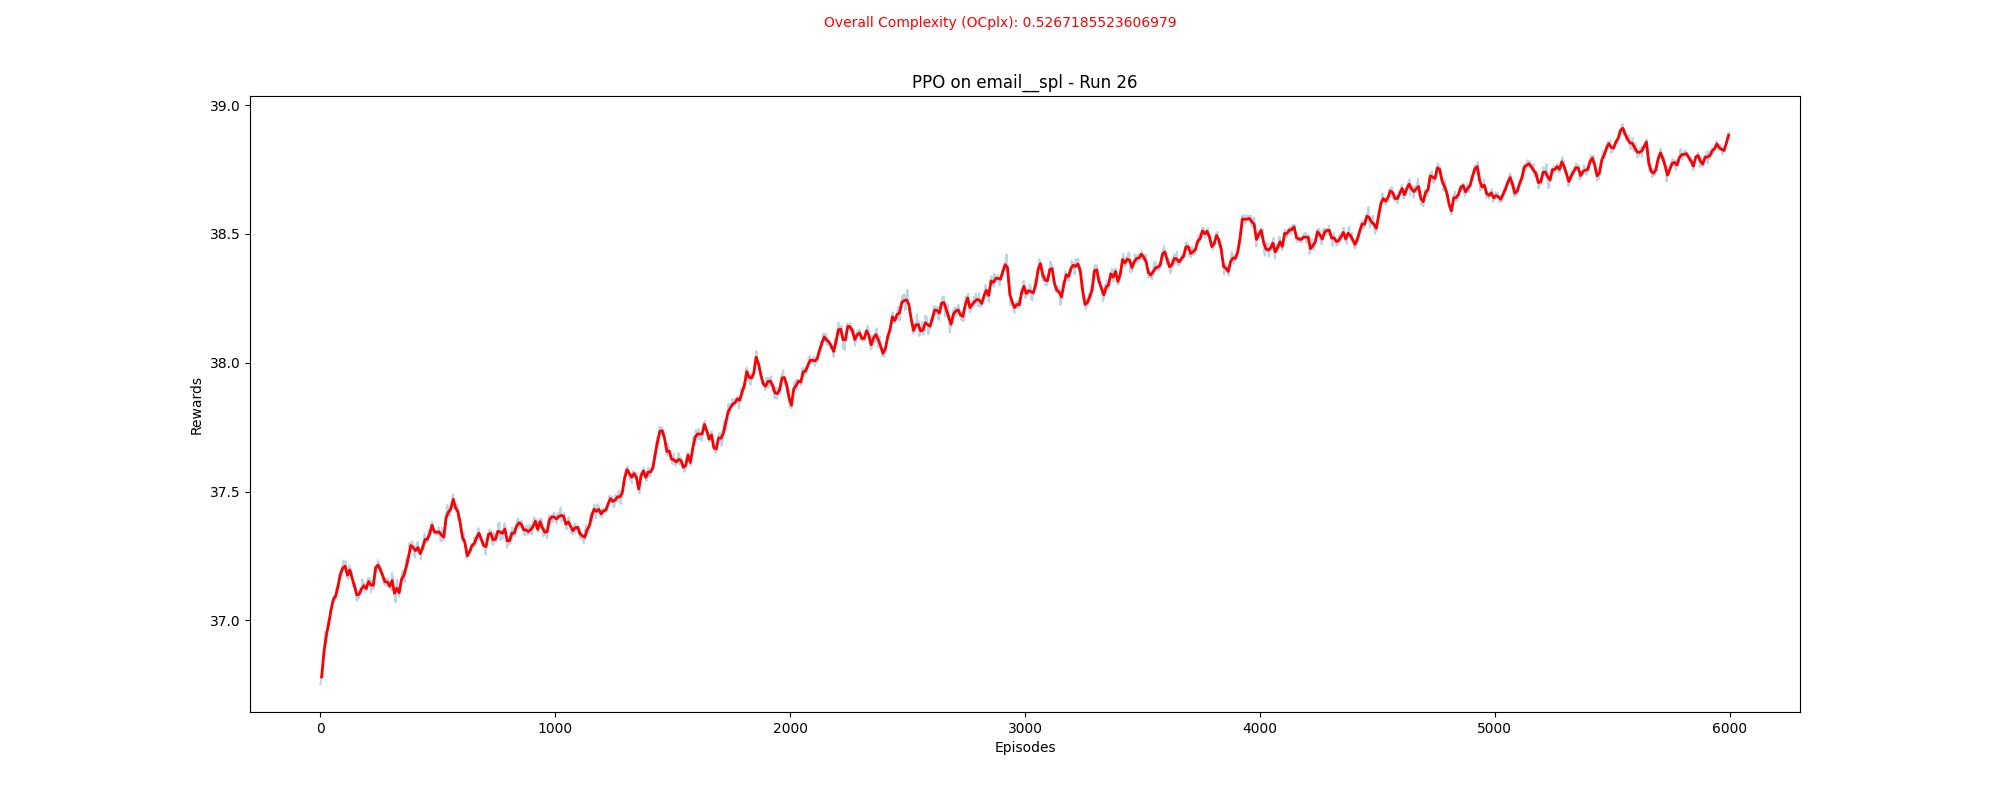 Overall Complexity (OCplx): 0.5267185523606979
PPO on email__spl - Run 26
39.0
38.5
38.0
37.5
37.0
Rewards
0 1000 2000 3000 4000 5000 6000
Episodes